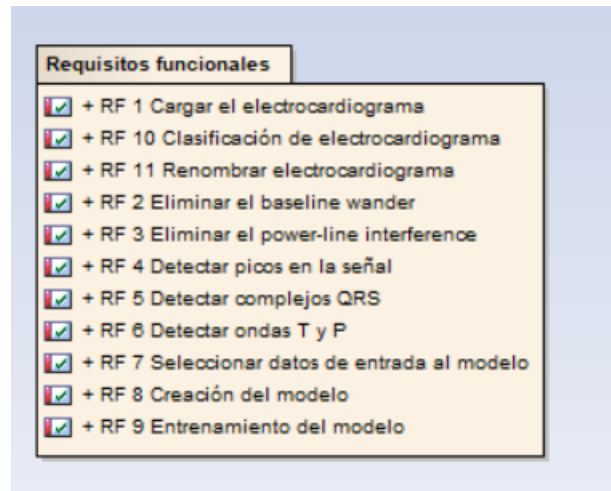 Requisitos funcionales
+ RF 1 Cargar el electrocardiograma
+ RF 10 Clasificación de electrocardiograma
+ RF 11 Renombrar electrocardiograma
+ RF 2 Eliminar el baseline wander
+ RF 3 Eliminar el power-line interference
+ RF 4 Detectar picos en la señal
+ RF 5 Detectar complejos QRS
+ RF 6 Detectar ondas T y P
+ RF 7 Seleccionar datos de entrada al modelo
+ RF 8 Creación del modelo
+ RF 9 Entrenamiento del modelo